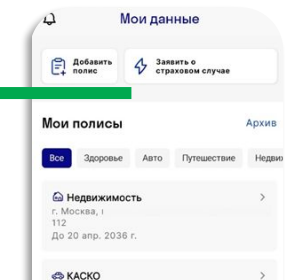 Мои данные
Добавить
полис
Заявить о
страховом случае
Мои полисы
Архив
Все
Здоровье
Авто
Путешествие
Недвиж
Недвижимость
г. Москва, г
112
До 20 апр. 2036 г.
КАСКО